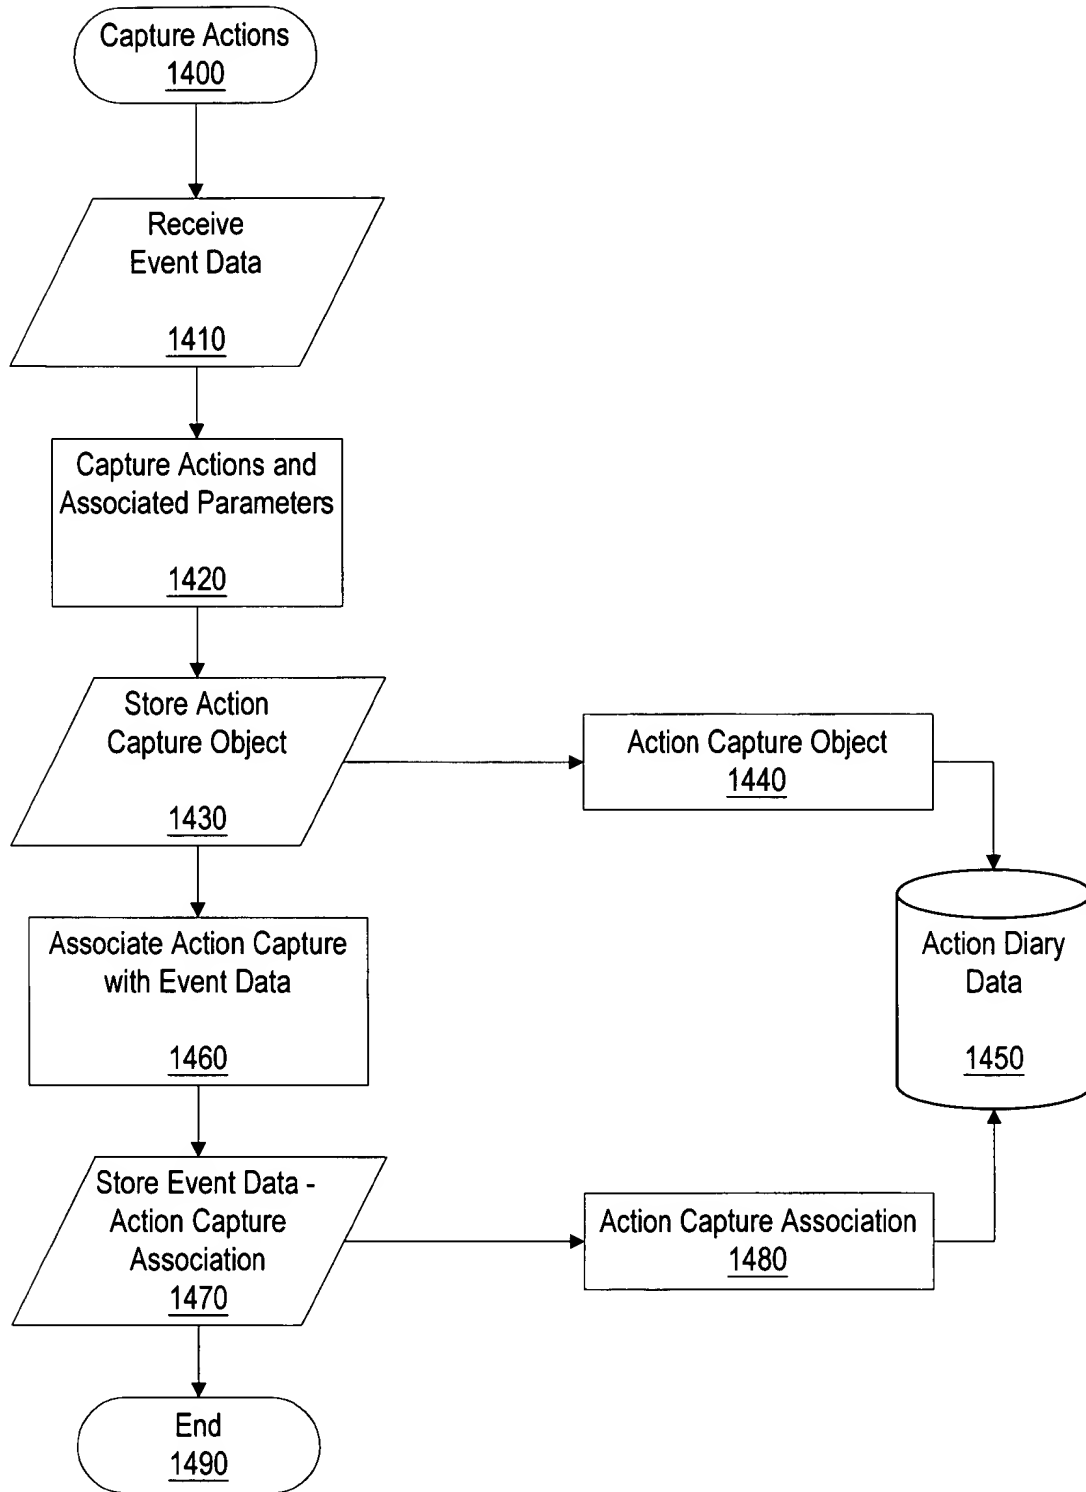 Capture Actions
1400
Receive
Event Data
1410
Capture Actions and
Associated Parameters
1420
Store Action
Capture Object
1430
Action Capture Object
1440
Action Diary
Data
1450
Associate Action Capture
with Event Data
1460
Store Event Data -
Action Capture
Association
1470
Action Capture Association
1480
End
1490